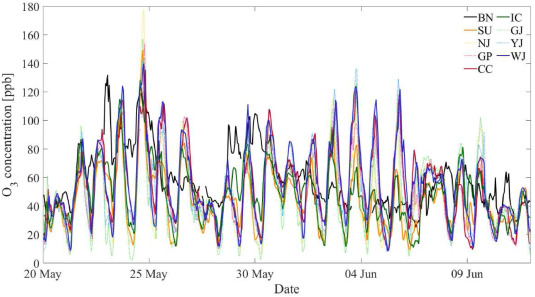 180
160
140
120
100
80
60
40
20
0
O3 concentration [ppb]
BN IC
SU GJ
NJ YJ
GP WJ
CC
20 May 25 May 30 May 04 Jun 09 Jun
Date